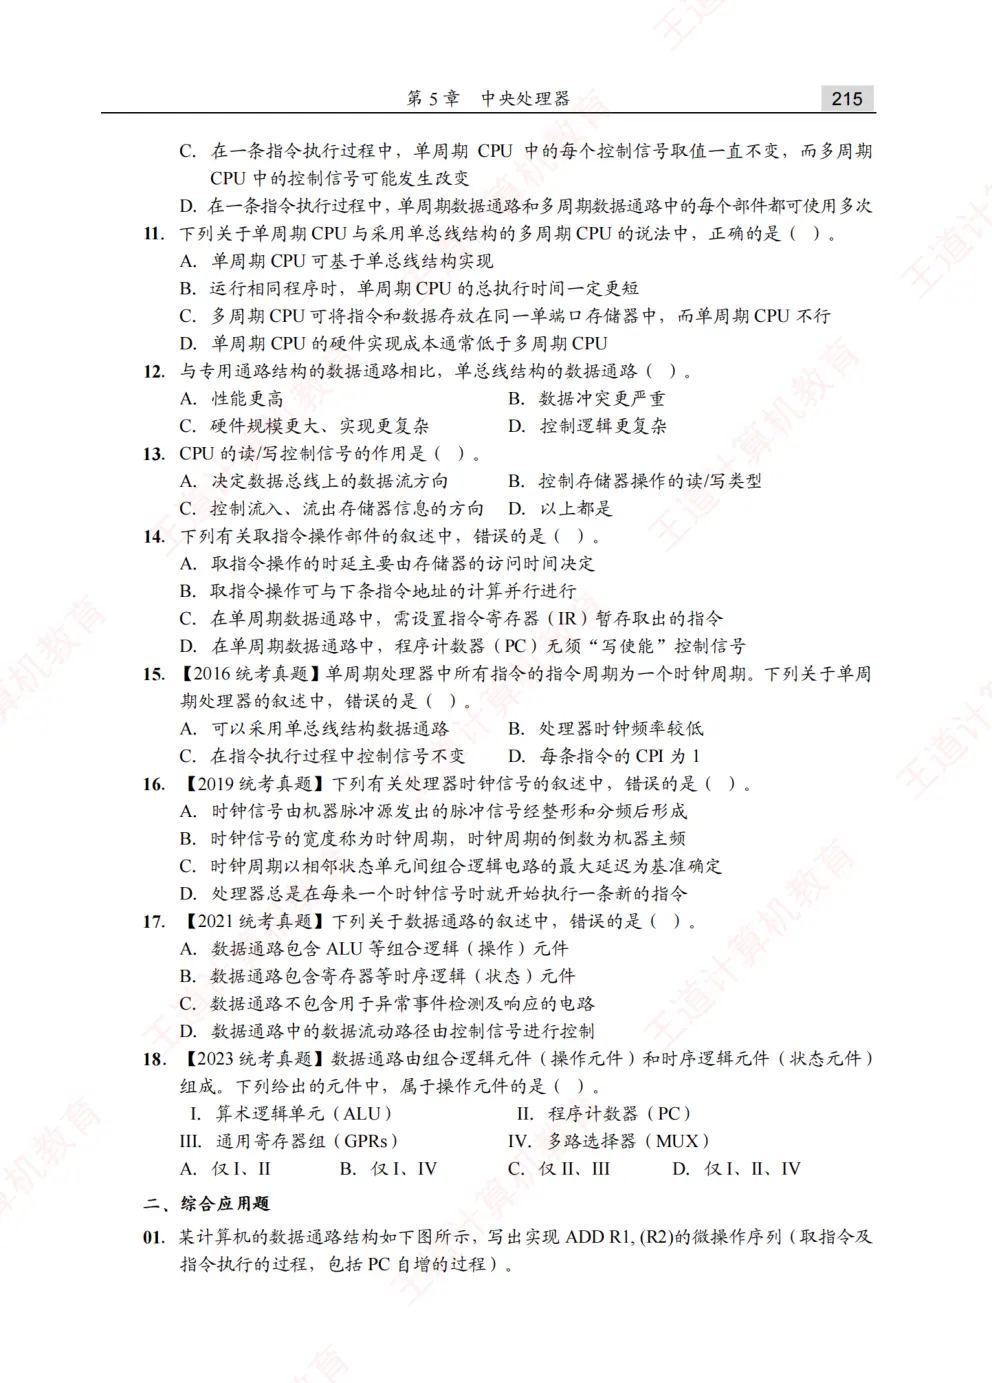 第 5 章 中央处理器 215
C. 在一条指令执行过程中，单周期 CPU 中的每个控制信号取值一直不变，而多周期
CPU 中的控制信号可能发生改变
D. 在一条指令执行过程中，单周期数据通路和多周期数据通路中的每个部件都可使用多次
11. 下列关于单周期 CPU 与采用单总线结构的多周期 CPU 的说法中，正确的是（ ）。
A. 单周期 CPU 可基于单总线结构实现
B. 运行相同程序时，单周期 CPU 的总执行时间一定更短
C. 多周期 CPU 可将指令和数据存放在同一单端口存储器中，而单周期 CPU 不行
D. 单周期 CPU 的硬件实现成本通常低于多周期 CPU
12. 与专用通路结构的数据通路相比，单总线结构的数据通路（ ）。
A. 性能更高 B. 数据冲突更严重
C. 硬件规模更大、实现更复杂 D. 控制逻辑更复杂
13. CPU 的读/写控制信号的作用是（ ）。
A. 决定数据总线上的数据流方向 B. 控制存储器操作的读/写类型
C. 控制流入、流出存储器信息的方向 D. 以上都是
14. 下列有关取指令操作部件的叙述中，错误的是（ ）。
A. 取指令操作的时延主要由存储器的访问时间决定
B. 取指令操作可与下条指令地址的计算并行进行
C. 在单周期数据通路中，需设置指令寄存器（IR）暂存取出的指令
D. 在单周期数据通路中，程序计数器（PC）无须“写使能”控制信号
15. 【2016 统考真题】单周期处理器中所有指令的指令周期为一个时钟周期。下列关于单周
期处理器的叙述中，错误的是（ ）。
A. 可以采用单总线结构数据通路 B. 处理器时钟频率较低
C. 在指令执行过程中控制信号不变 D. 每条指令的 CPI 为 1
16. 【2019 统考真题】下列有关处理器时钟信号的叙述中，错误的是（ ）。
A. 时钟信号由机器脉冲源发出的脉冲信号经整形和分频后形成
B. 时钟信号的宽度称为时钟周期，时钟周期的倒数为机器主频
C. 时钟周期以相邻状态单元间组合逻辑电路的最大延迟为基准确定
D. 处理器总是在每来一个时钟信号时就开始执行一条新的指令
17. 【2021 统考真题】下列关于数据通路的叙述中，错误的是（ ）。
A. 数据通路包含 ALU 等组合逻辑（操作）元件
B. 数据通路包含寄存器等时序逻辑（状态）元件
C. 数据通路不包含用于异常事件检测及响应的电路
D. 数据通路中的数据流动路径由控制信号进行控制
18. 【2023 统考真题】数据通路由组合逻辑元件（操作元件）和时序逻辑元件（状态元件）
组成。下列给出的元件中，属于操作元件的是（ ）。
I. 算术逻辑单元（ALU） II. 程序计数器（PC）
III. 通用寄存器组（GPRs） IV. 多路选择器（MUX）
A. 仅 I、II B. 仅 I、IV C. 仅 II、III D. 仅 I、II、IV
二、综合应用题
01. 某计算机的数据通路结构如下图所示，写出实现 ADD R1, (R2)的微操作序列（取指令及
指令执行的过程，包括 PC 自增的过程）。
王道计算机教育